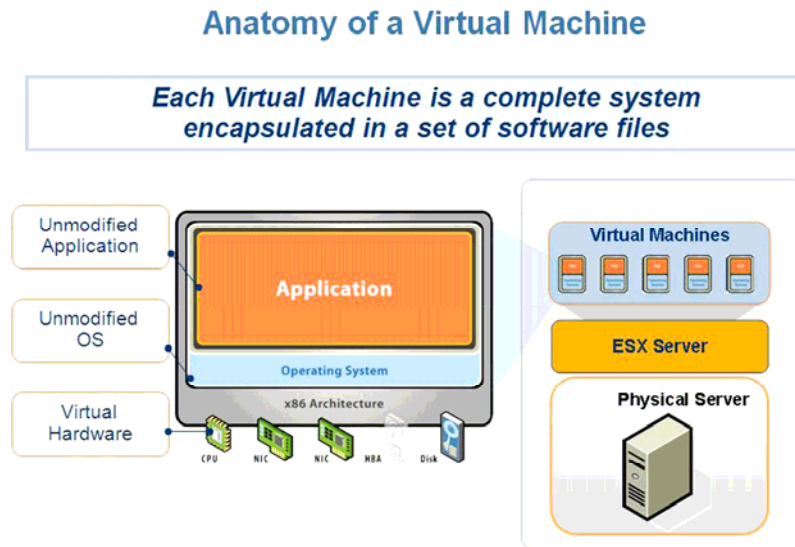 Anatomy of a Virtual Machine
Each Virtual Machine is a complete system
encapsulated in a set of software files
Unmodified
Application
Unmodified
OS
Virtual
Hardware
Application
Operating System
x86 Architecture
CPU
NIC
NIC
HBA
Disk
Virtual Machines
ESX Server
Physical Server